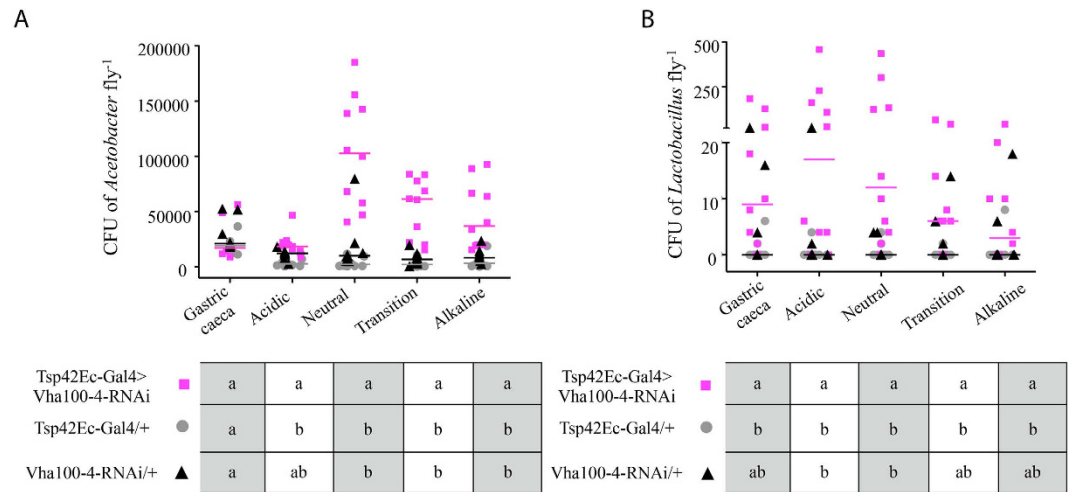 A
CFU of Acetobacter fly⁻¹
200000
150000
100000
50000
0
Gastric
caeca
Acidic
Neutral
Transition
Alkaline
B
CFU of Lactobacillus fly⁻¹
500
250
20
10
0
Gastric
caeca
Acidic
Neutral
Transition
Alkaline
Tsp42Ec-Gal4>
Vha100-4-RNAi
a a a a a
Tsp42Ec-Gal4/+
a b b b b
Vha100-4-RNAi/+
a ab b b b
Tsp42Ec-Gal4>
Vha100-4-RNAi
a a a a a
Tsp42Ec-Gal4/+
b b b b b
Vha100-4-RNAi/+
ab b b ab ab